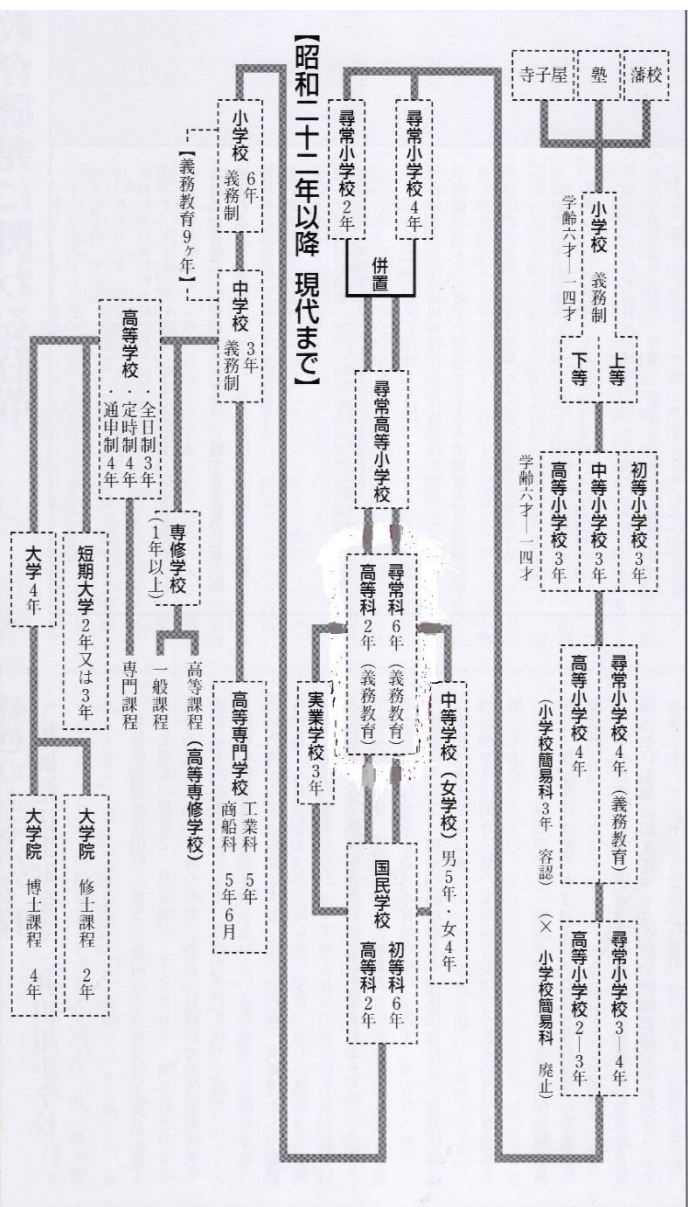 藩校
塾
寺子屋
小学校 義務制
学齢六才―一四才
上等
下等
初等小学校3年
中等小学校3年
高等小学校3年
学齢六才―一四才
尋常小学校4年(義務教育)
高等小学校4年
(小学校簡易科3年 容認)
尋常小学校3―4年
高等小学校2―3年
(× 小学校簡易科 廃止)
尋常小学校4年
尋常小学校2年
併置
尋常高等小学校
尋常科6年(義務教育)
高等科2年(義務教育)
中等学校(女学校)男5年・女4年
実業学校3年
国民学校
初等科6年
高等科2年
【昭和二十二年以降 現代まで】
小学校 6年
義務制
【義務教育9ヶ年】
中学校 3年
義務制
高等専門学校
工業科 5年
商船科 5年6月
専修学校
(1年以上)
高等課程(高等専修学校)
一般課程
専門課程
高等学校
・全日制3年
・定時制4年
・通申制4年
短期大学2年又は3年
大学4年
大学院 修士課程 2年
大学院 博士課程 4年